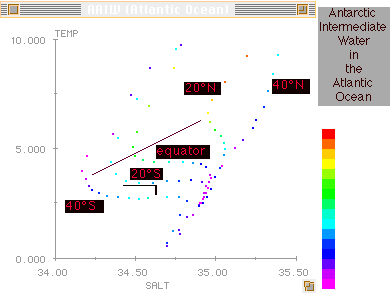 AAIW (Atlantic Ocean)
Antarctic
Intermediate
Water
in
the
Atlantic
Ocean
TEMP
10.000
20°N
40°N
equator
5.000
20°S
40°S
0.000
34.00
34.50
35.00
35.50
SALT